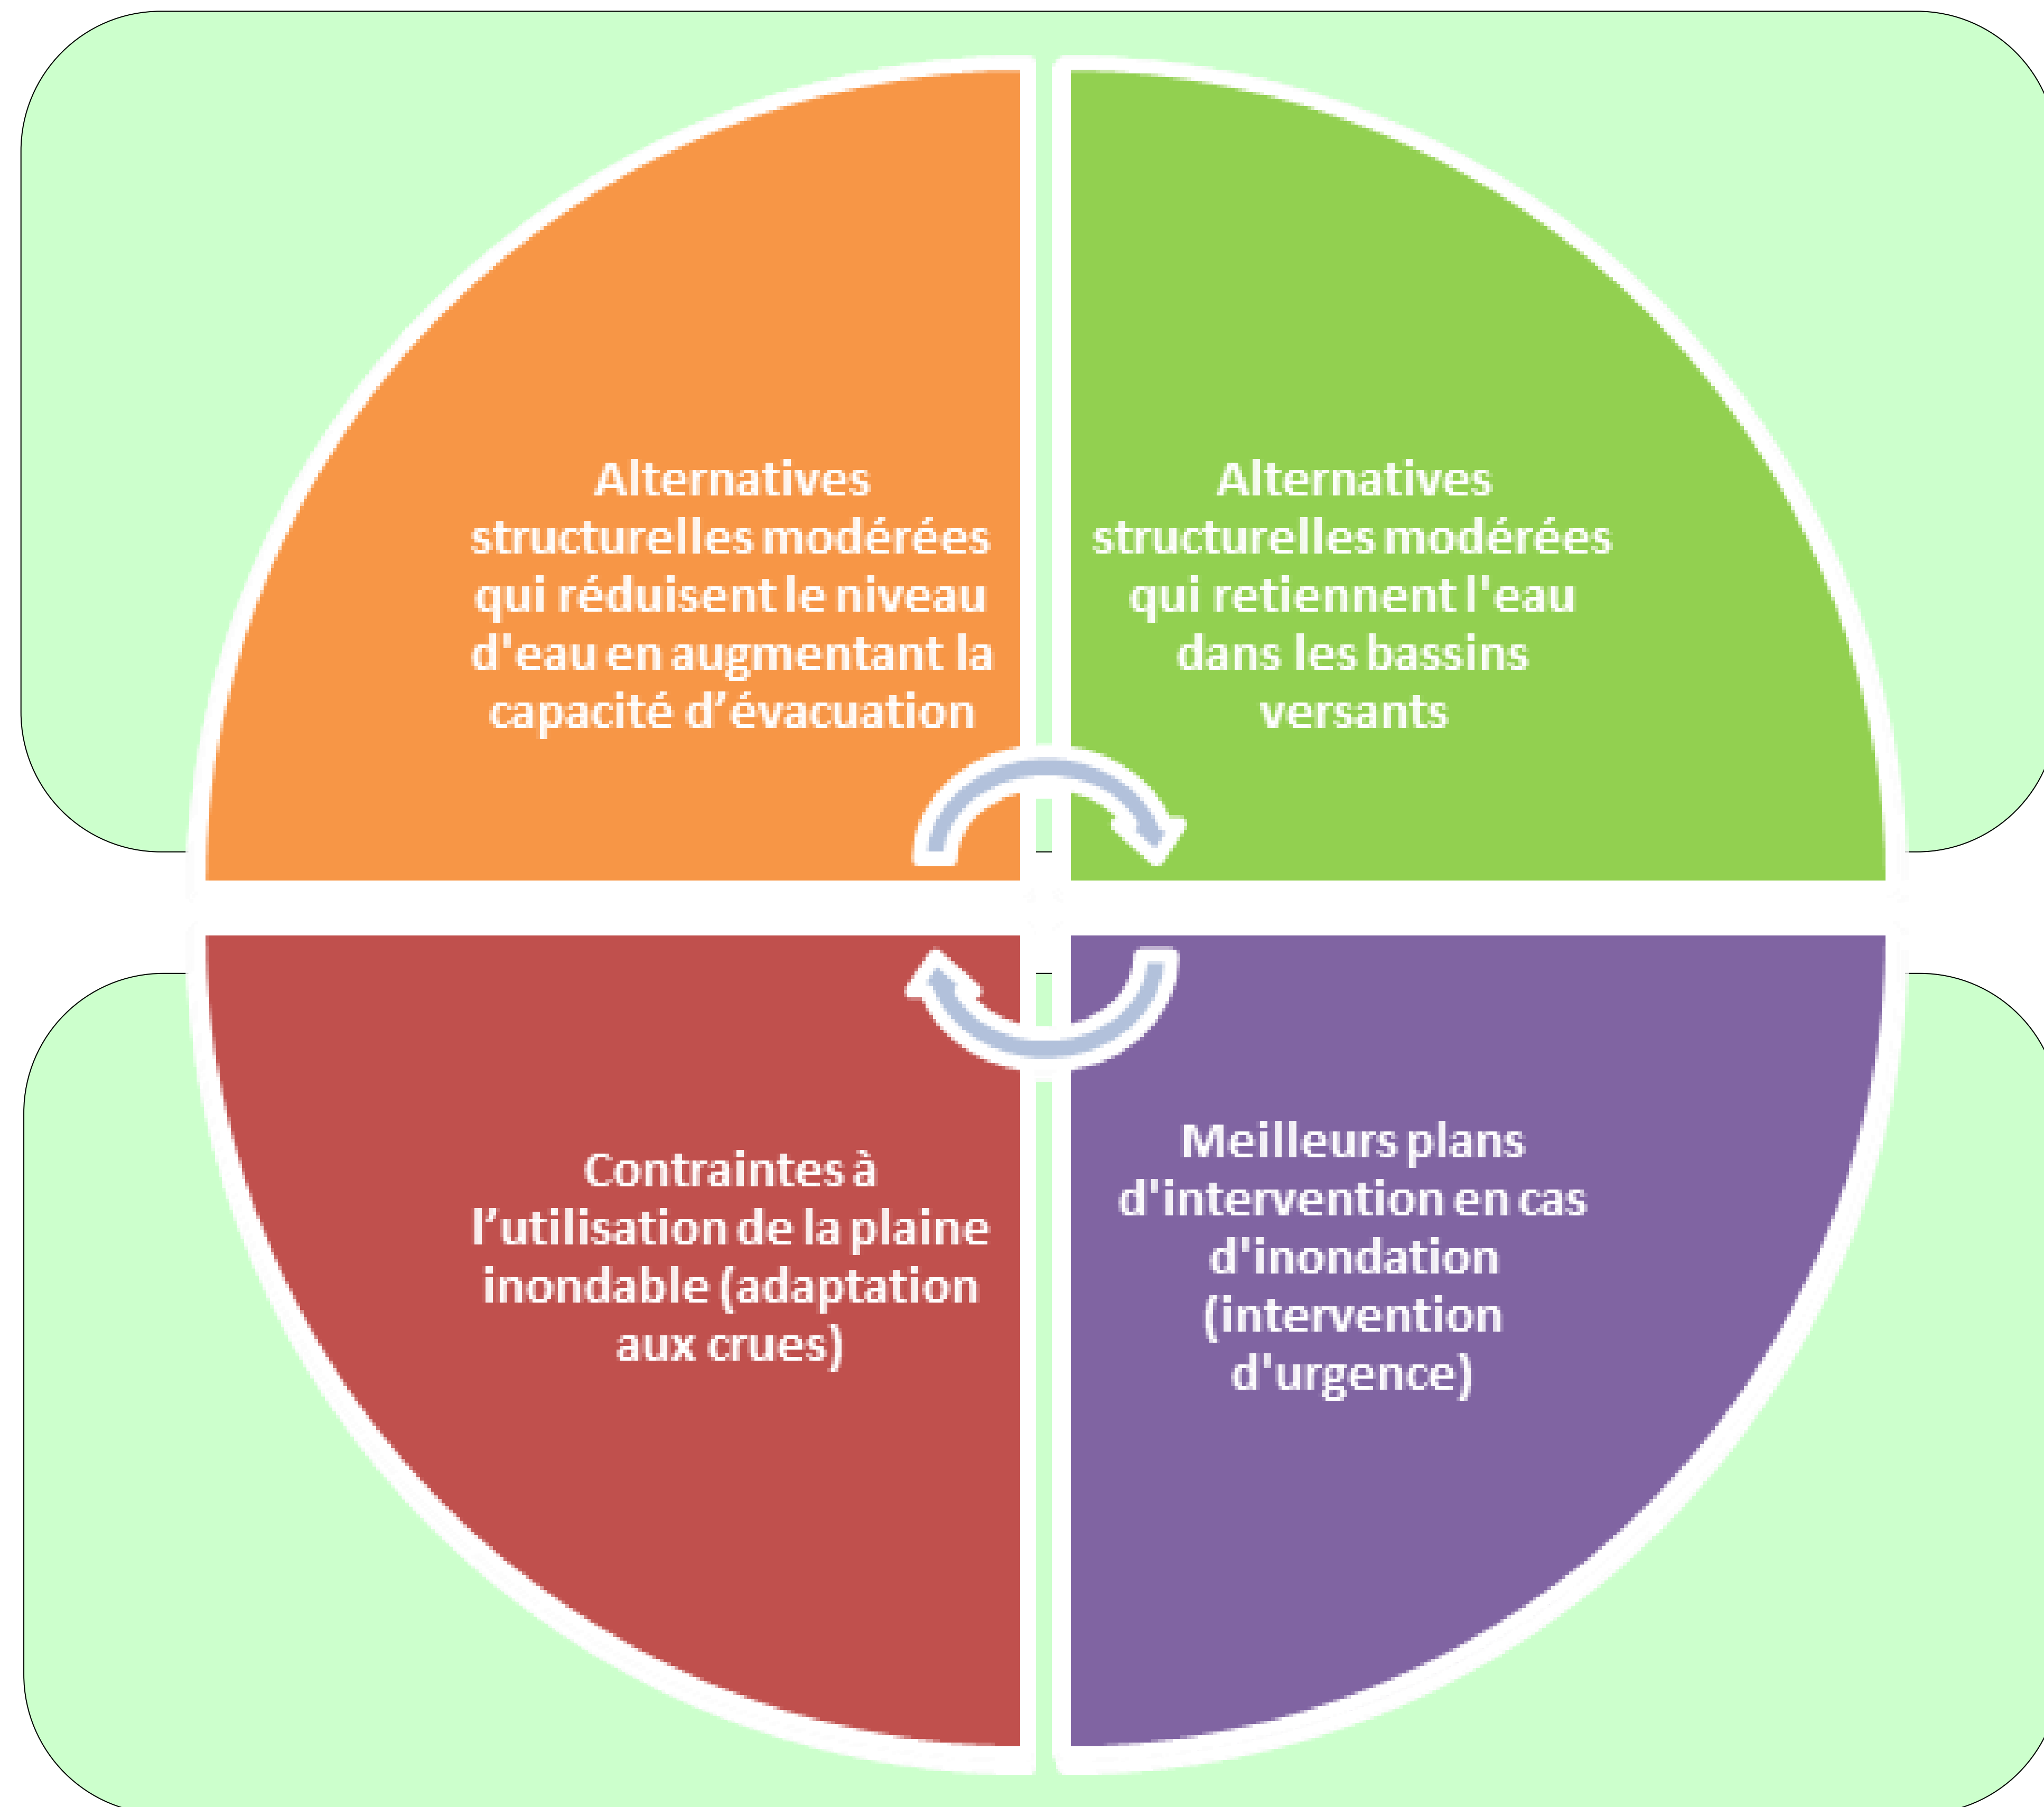 Alternatives
structurelles modérées
qui réduisent le niveau
d'eau en augmentant la
capacité d’évacuation
Alternatives
structurelles modérées
qui retiennent l'eau
dans les bassins
versants
Contraintes à
l’utilisation de la plaine
inondable (adaptation
aux crues)
Meilleurs plans
d'intervention en cas
d'inondation
(intervention
d'urgence)